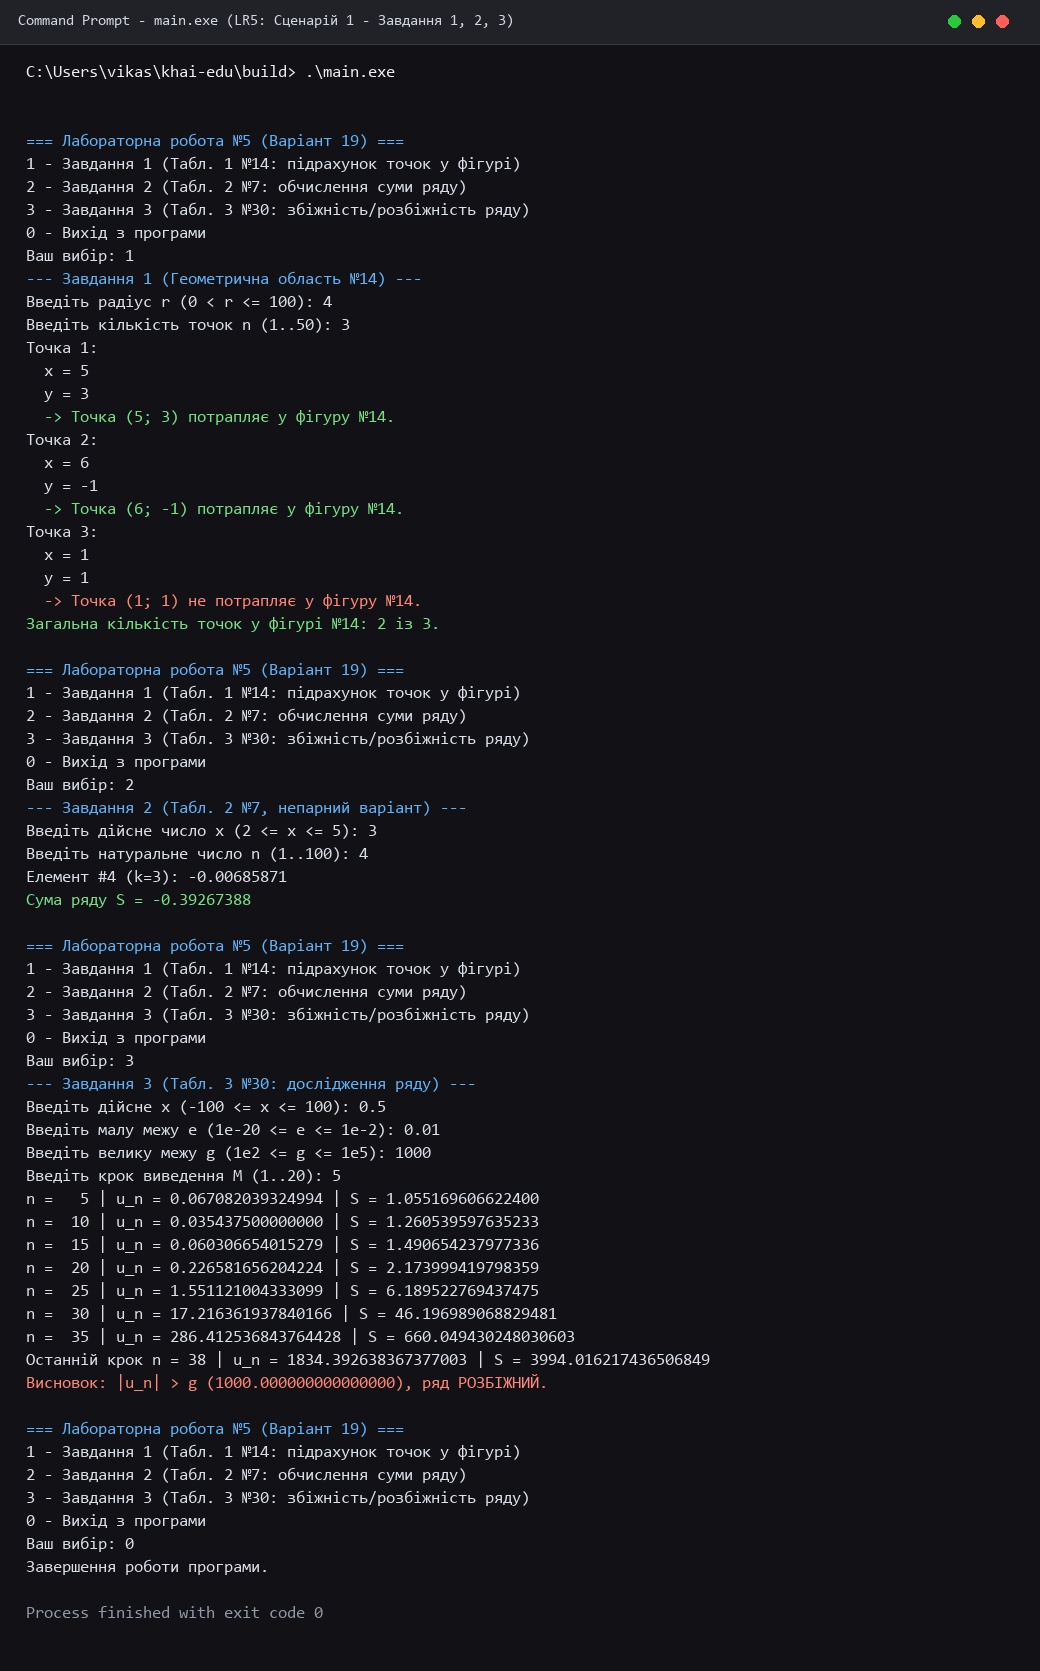 Command Prompt - main.exe (LR5: Сценарій 1 - Завдання 1, 2, 3)
C:\Users\vikas\khai-edu\build> .\main.exe
=== Лабораторна робота №5 (Варіант 19) ===
1 - Завдання 1 (Табл. 1 №14: підрахунок точок у фігурі)
2 - Завдання 2 (Табл. 2 №7: обчислення суми ряду)
3 - Завдання 3 (Табл. 3 №30: збіжність/розбіжність ряду)
0 - Вихід з програми
Ваш вибір: 1
--- Завдання 1 (Геометрична область №14) ---
Введіть радіус r (0 < r <= 100): 4
Введіть кількість точок n (1..50): 3
Точка 1:
  x = 5
  y = 3
  -> Точка (5; 3) потрапляє у фігуру №14.
Точка 2:
  x = 6
  y = -1
  -> Точка (6; -1) потрапляє у фігуру №14.
Точка 3:
  x = 1
  y = 1
  -> Точка (1; 1) не потрапляє у фігуру №14.
Загальна кількість точок у фігурі №14: 2 із 3.
=== Лабораторна робота №5 (Варіант 19) ===
1 - Завдання 1 (Табл. 1 №14: підрахунок точок у фігурі)
2 - Завдання 2 (Табл. 2 №7: обчислення суми ряду)
3 - Завдання 3 (Табл. 3 №30: збіжність/розбіжність ряду)
0 - Вихід з програми
Ваш вибір: 2
--- Завдання 2 (Табл. 2 №7, непарний варіант) ---
Введіть дійсне число x (2 <= x <= 5): 3
Введіть натуральне число n (1..100): 4
Елемент #4 (k=3): -0.00685871
Сума ряду S = -0.39267388
=== Лабораторна робота №5 (Варіант 19) ===
1 - Завдання 1 (Табл. 1 №14: підрахунок точок у фігурі)
2 - Завдання 2 (Табл. 2 №7: обчислення суми ряду)
3 - Завдання 3 (Табл. 3 №30: збіжність/розбіжність ряду)
0 - Вихід з програми
Ваш вибір: 3
--- Завдання 3 (Табл. 3 №30: дослідження ряду) ---
Введіть дійсне x (-100 <= x <= 100): 0.5
Введіть малу межу e (1e-20 <= e <= 1e-2): 0.01
Введіть велику межу g (1e2 <= g <= 1e5): 1000
Введіть крок виведення M (1..20): 5
n =   5 | u_n = 0.067082039324994 | S = 1.055169606622400
n =  10 | u_n = 0.035437500000000 | S = 1.260539597635233
n =  15 | u_n = 0.060306654015279 | S = 1.490654237977336
n =  20 | u_n = 0.226581656204224 | S = 2.173999419798359
n =  25 | u_n = 1.551121004333099 | S = 6.189522769437475
n =  30 | u_n = 17.216361937840166 | S = 46.196989068829481
n =  35 | u_n = 286.412536843764428 | S = 660.049430248030603
Останній крок n = 38 | u_n = 1834.392638367377003 | S = 3994.016217436506849
Висновок: |u_n| > g (1000.000000000000000), ряд РОЗБІЖНИЙ.
=== Лабораторна робота №5 (Варіант 19) ===
1 - Завдання 1 (Табл. 1 №14: підрахунок точок у фігурі)
2 - Завдання 2 (Табл. 2 №7: обчислення суми ряду)
3 - Завдання 3 (Табл. 3 №30: збіжність/розбіжність ряду)
0 - Вихід з програми
Ваш вибір: 0
Завершення роботи програми.
Process finished with exit code 0